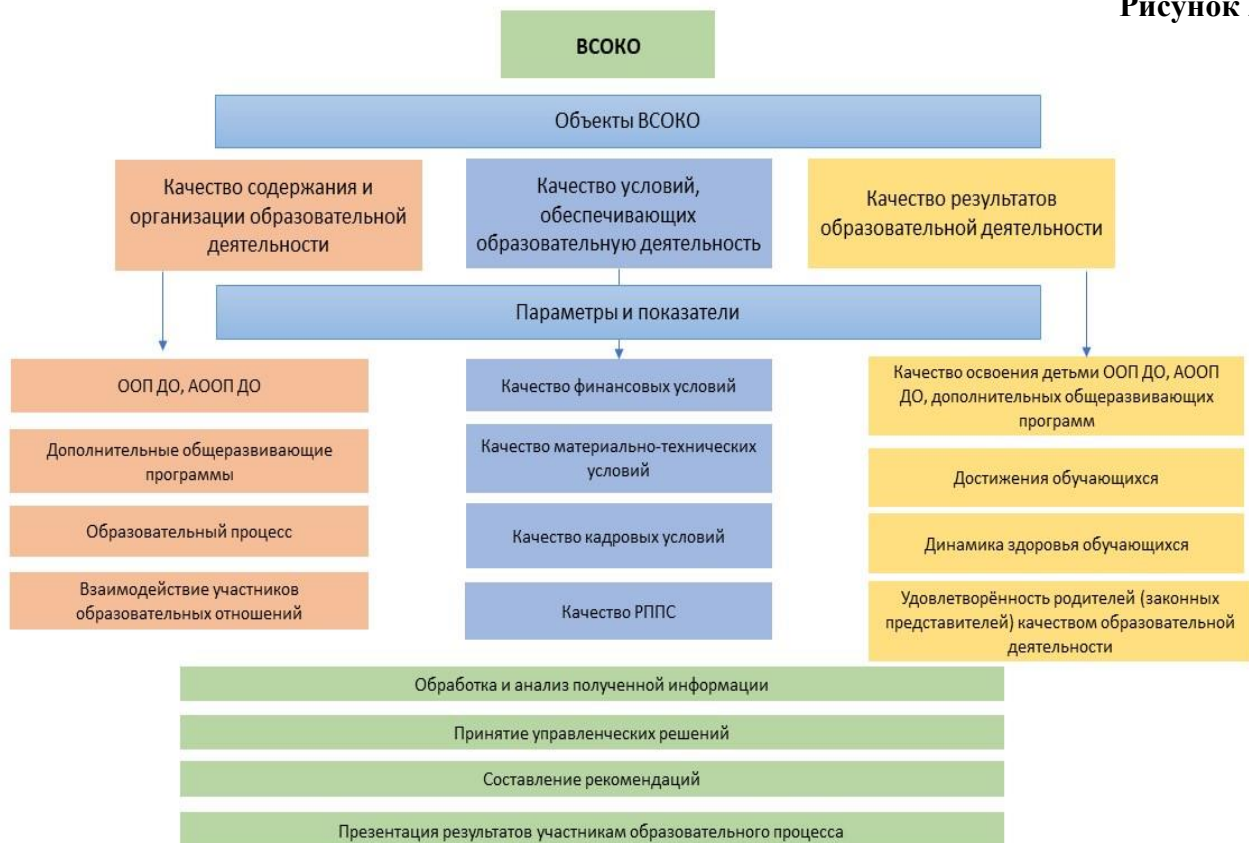 Рисунок
ВСОКО
Объекты ВСОКО
Качество содержания и
организации образовательной
деятельности
Качество условий,
обеспечивающих
образовательную деятельность
Качество результатов
образовательной деятельности
Параметры и показатели
ООП ДО, АООП ДО
Дополнительные общеразвивающие
программы
Образовательный процесс
Взаимодействие участников
образовательных отношений
Качество финансовых условий
Качество материально-технических
условий
Качество кадровых условий
Качество РППС
Качество освоения детьми ООП ДО, АООП
ДО, дополнительных общеразвивающих
программ
Достижения обучающихся
Динамика здоровья обучающихся
Удовлетворённость родителей (законных
представителей) качеством образовательной
деятельности
Обработка и анализ полученной информации
Принятие управленческих решений
Составление рекомендаций
Презентация результатов участникам образовательного процесса